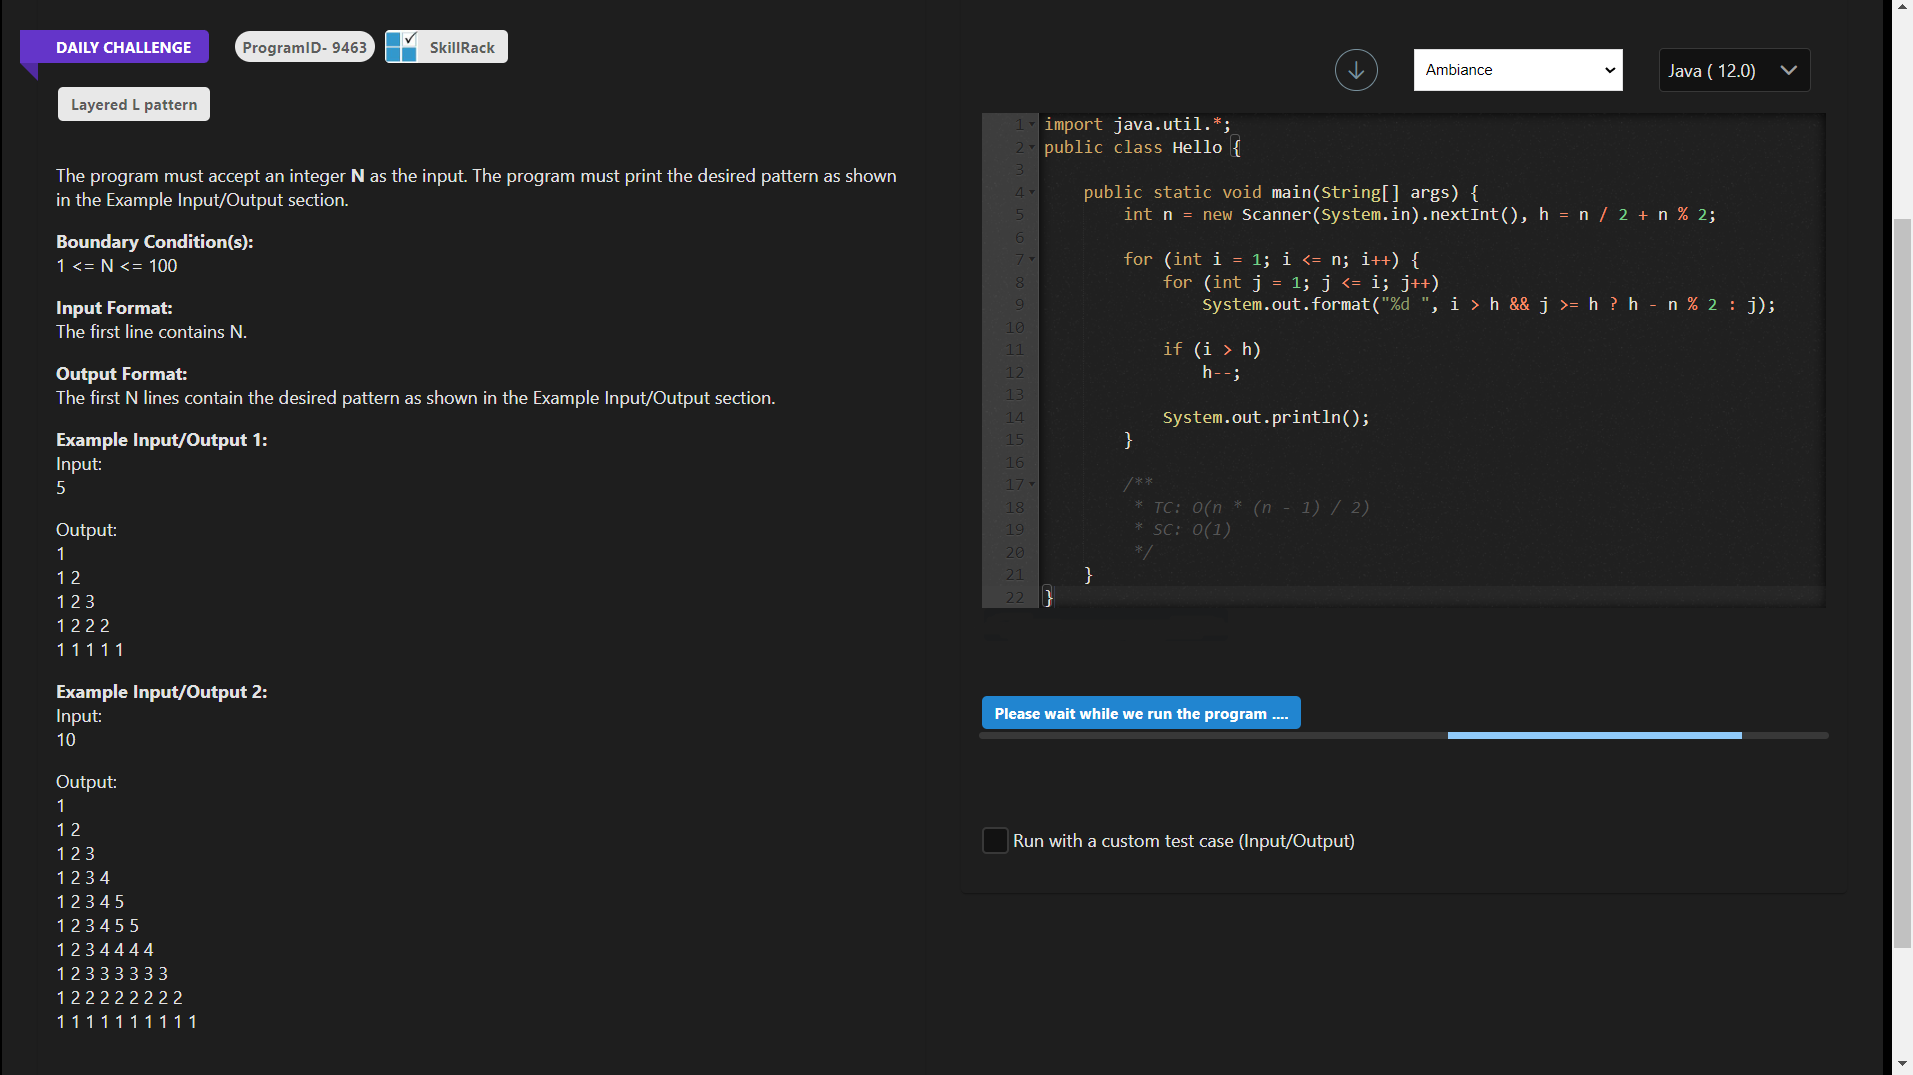 DAILY CHALLENGE
ProgramID- 9463
SkillRack
Layered L pattern
The program must accept an integer N as the input. The program must print the desired pattern as shown
in the Example Input/Output section.
Boundary Condition(s):
1 <= N <= 100
Input Format:
The first line contains N.
Output Format:
The first N lines contain the desired pattern as shown in the Example Input/Output section.
Example Input/Output 1:
Input:
5
Output:
1
1 2
1 2 3
1 2 2 2
1 1 1 1 1
Example Input/Output 2:
Input:
10
Output:
1
1 2
1 2 3
1 2 3 4
1 2 3 4 5
1 2 3 4 5 5
1 2 3 4 4 4 4
1 2 3 3 3 3 3 3
1 2 2 2 2 2 2 2 2
1 1 1 1 1 1 1 1 1 1
Ambiance
Java ( 12.0)
1 import java.util.*;
2 public class Hello {
3
4 public static void main(String[] args) {
5 int n = new Scanner(System.in).nextInt(), h = n / 2 + n % 2;
6
7 for (int i = 1; i <= n; i++) {
8 for (int j = 1; j <= i; j++)
9 System.out.format("%d ", i > h && j >= h ? h - n % 2 : j);
10
11 if (i > h)
12 h--;
13
14 System.out.println();
15 }
16
17 /**
18 * TC: O(n * (n - 1) / 2)
19 * SC: O(1)
20 */
21 }
22 }
Please wait while we run the program ....
Run with a custom test case (Input/Output)